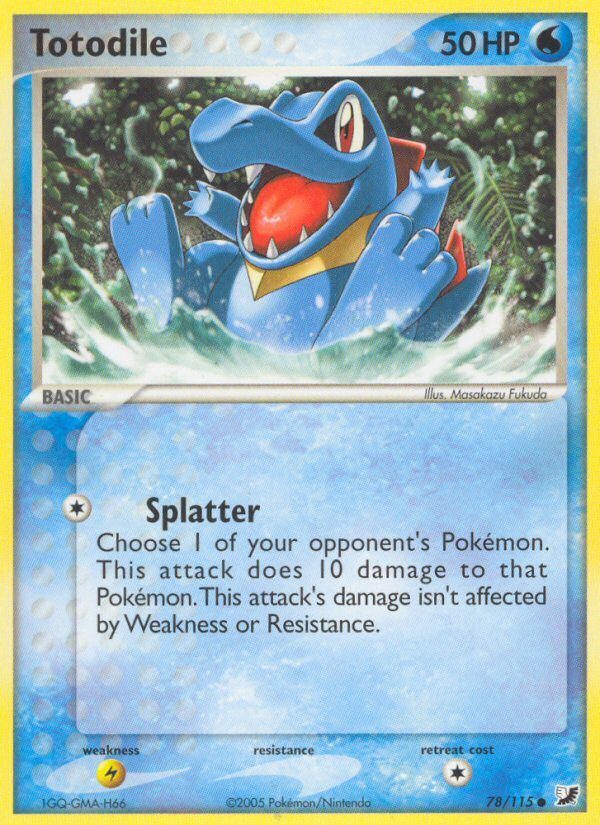 Totodile 50 HP
BASIC Illus. Masakazu Fukuda
Splatter
Choose 1 of your opponent's Pokémon.
This attack does 10 damage to that
Pokémon. This attack's damage isn't affected
by Weakness or Resistance.
weakness resistance retreat cost
1GQ-GMA-H66 ©2005 Pokémon/Nintendo 78/115